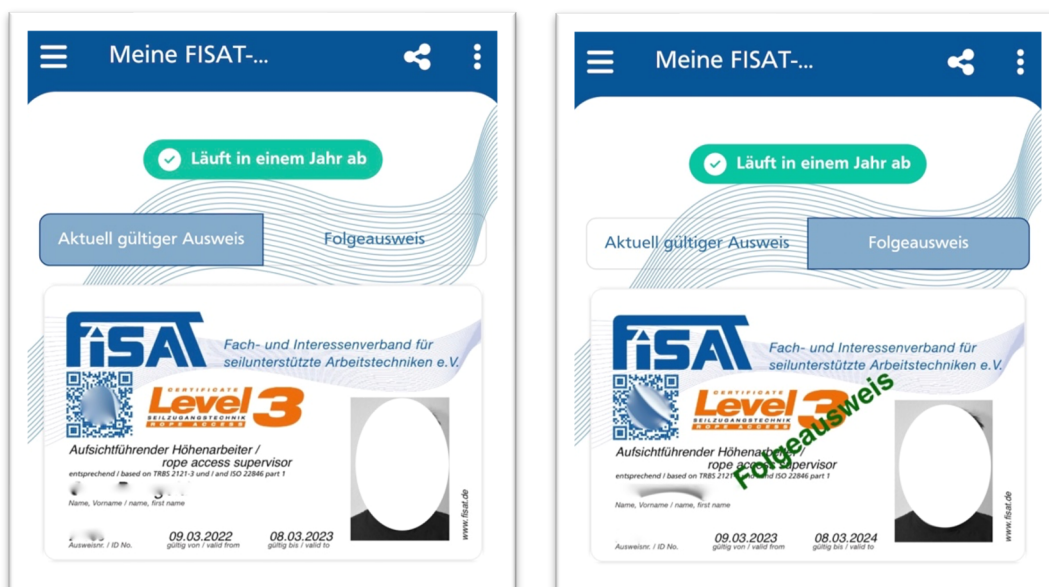 Meine FISAT-...
Läuft in einem Jahr ab
Aktuell gültiger Ausweis
Folgeausweis
FISAT
Fach- und Interessenverband für
seilunterstützte Arbeitstechniken e.V.
CERTIFICATE
Level 3
SEILZUGANGSTECHNIK
ROPE ACCESS
Aufsichtführender Höhenarbeiter /
rope access supervisor
entsprechend / based on TRBS 2121-3 und / and ISO 22846 part 1
Name, Vorname / name, first name
09.03.2022
08.03.2023
Ausweisnr. / ID No.
gültig von / valid from
gültig bis / valid to
www.fisat.de
Meine FISAT-...
Läuft in einem Jahr ab
Aktuell gültiger Ausweis
Folgeausweis
FISAT
Fach- und Interessenverband für
seilunterstützte Arbeitstechniken e.V.
CERTIFICATE
Level 3
SEILZUGANGSTECHNIK
ROPE ACCESS
Folgeausweis
Aufsichtführender Höhenarbeiter /
rope access supervisor
entsprechend / based on TRBS 2121 und ISO 22846 part 1
Name, Vorname / name, first name
09.03.2023
08.03.2024
Ausweisnr. / ID No.
gültig von / valid from
gültig bis / valid to
www.fisat.de